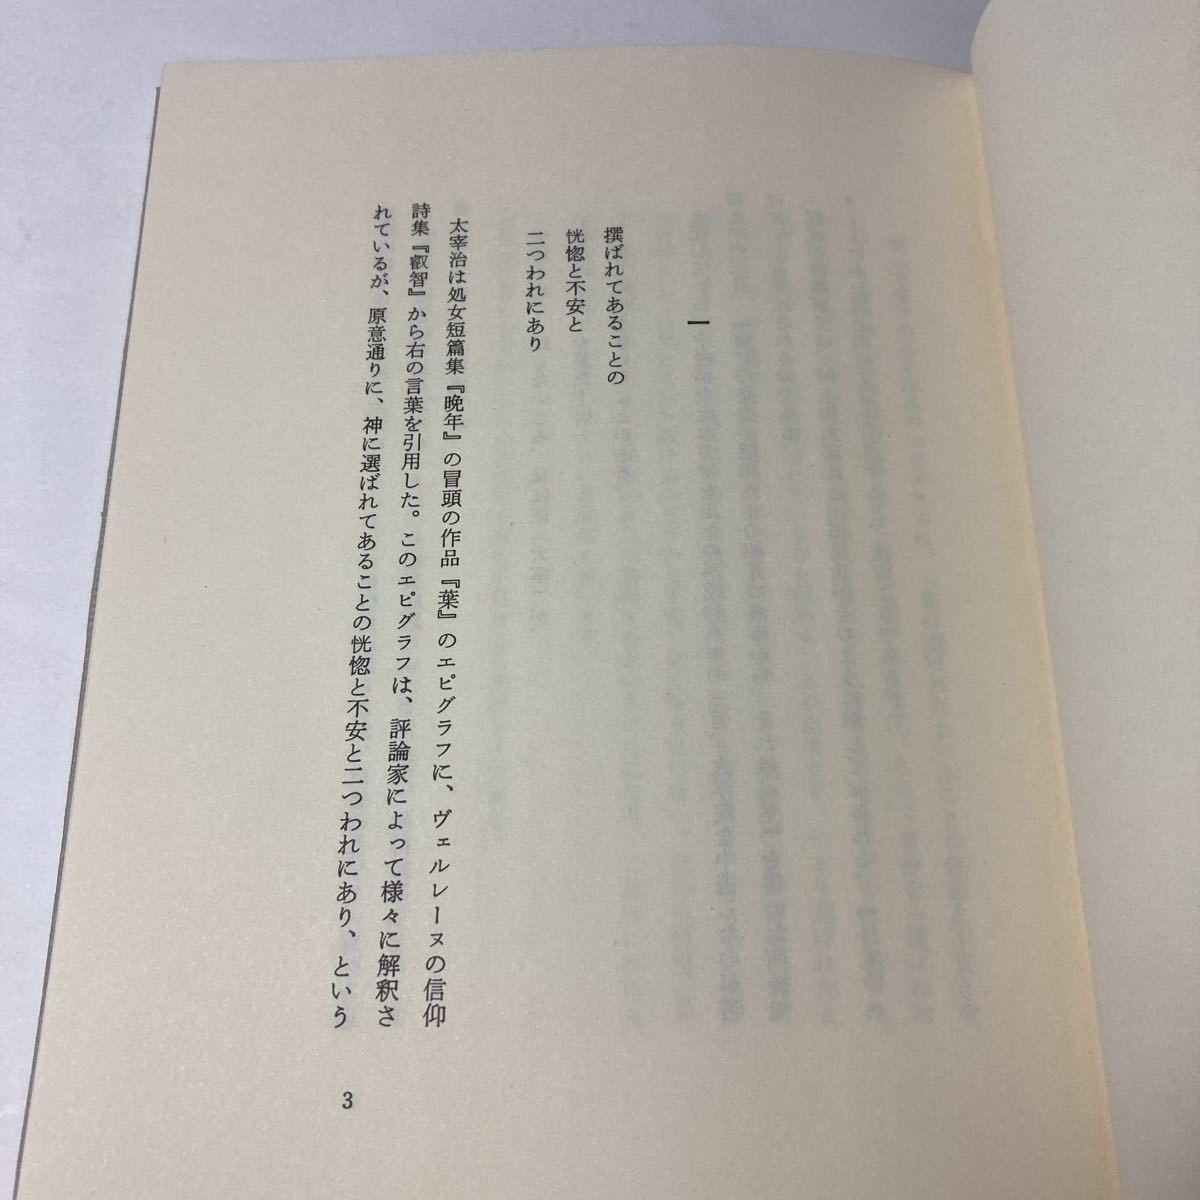 一
撰ばれてあることの
恍惚と不安と
二つわれにあり
太宰治は処女短篇集『晩年』の冒頭の作品『葉』のエピグラフに、ヴェルレーヌの信仰
詩集『叡智』から右の言葉を引用した。このエピグラフは、評論家によって様々に解釈さ
れているが、原意通りに、神に選ばれてあることの恍惚と不安と二つわれにあり、という
3